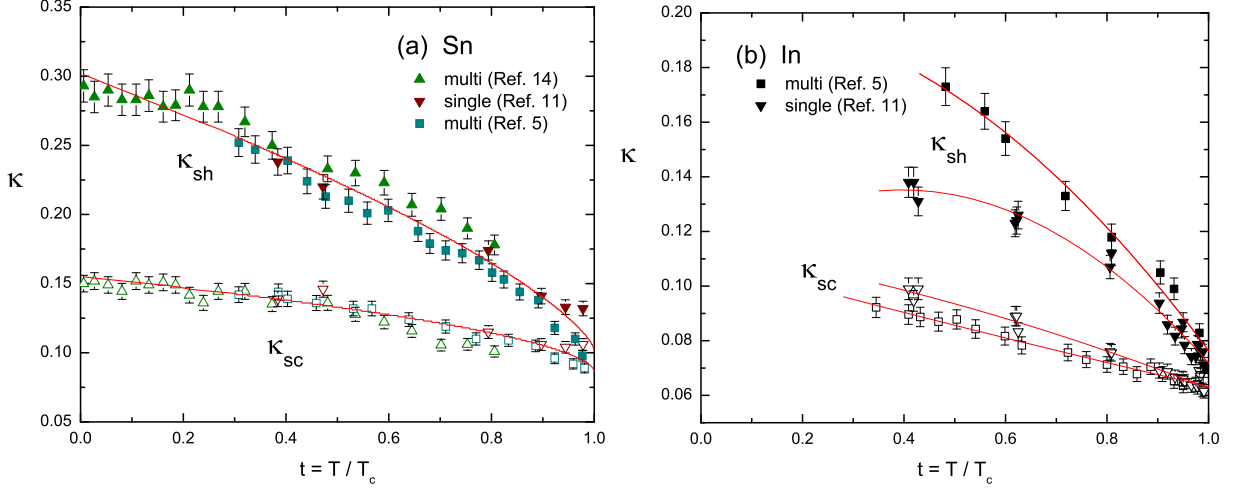 (a) Sn
multi (Ref. 14)
single (Ref. 11)
multi (Ref. 5)
κsh
κsc
κ
0.35
0.30
0.25
0.20
0.15
0.10
0.05
0.0 0.2 0.4 0.6 0.8 1.0
t = T / Tc
(b) In
multi (Ref. 5)
single (Ref. 11)
κsh
κsc
κ
0.20
0.18
0.16
0.14
0.12
0.10
0.08
0.06
0.0 0.2 0.4 0.6 0.8 1.0
t = T / Tc